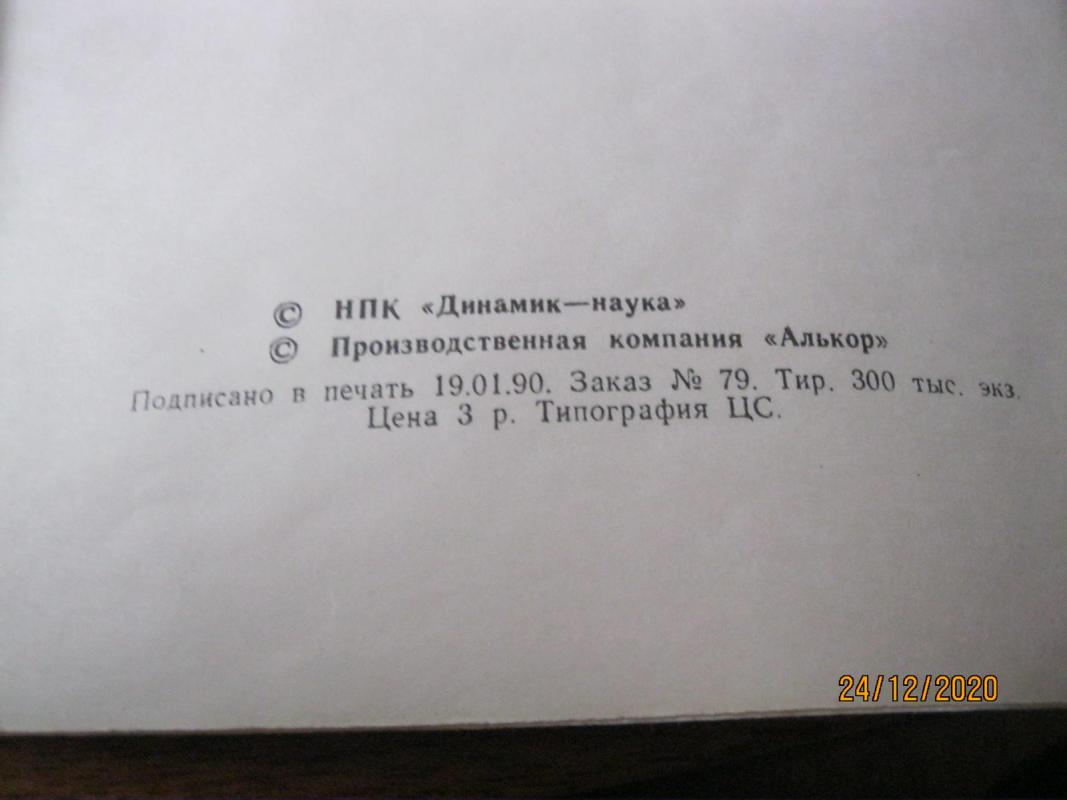 © НПК «Динамик—наука»
© Производственная компания «Алькор»
Подписано в печать 19.01.90. Заказ № 79. Тир. 300 тыс. экз.
Цена 3 р. Типография ЦС.
24/12/2020